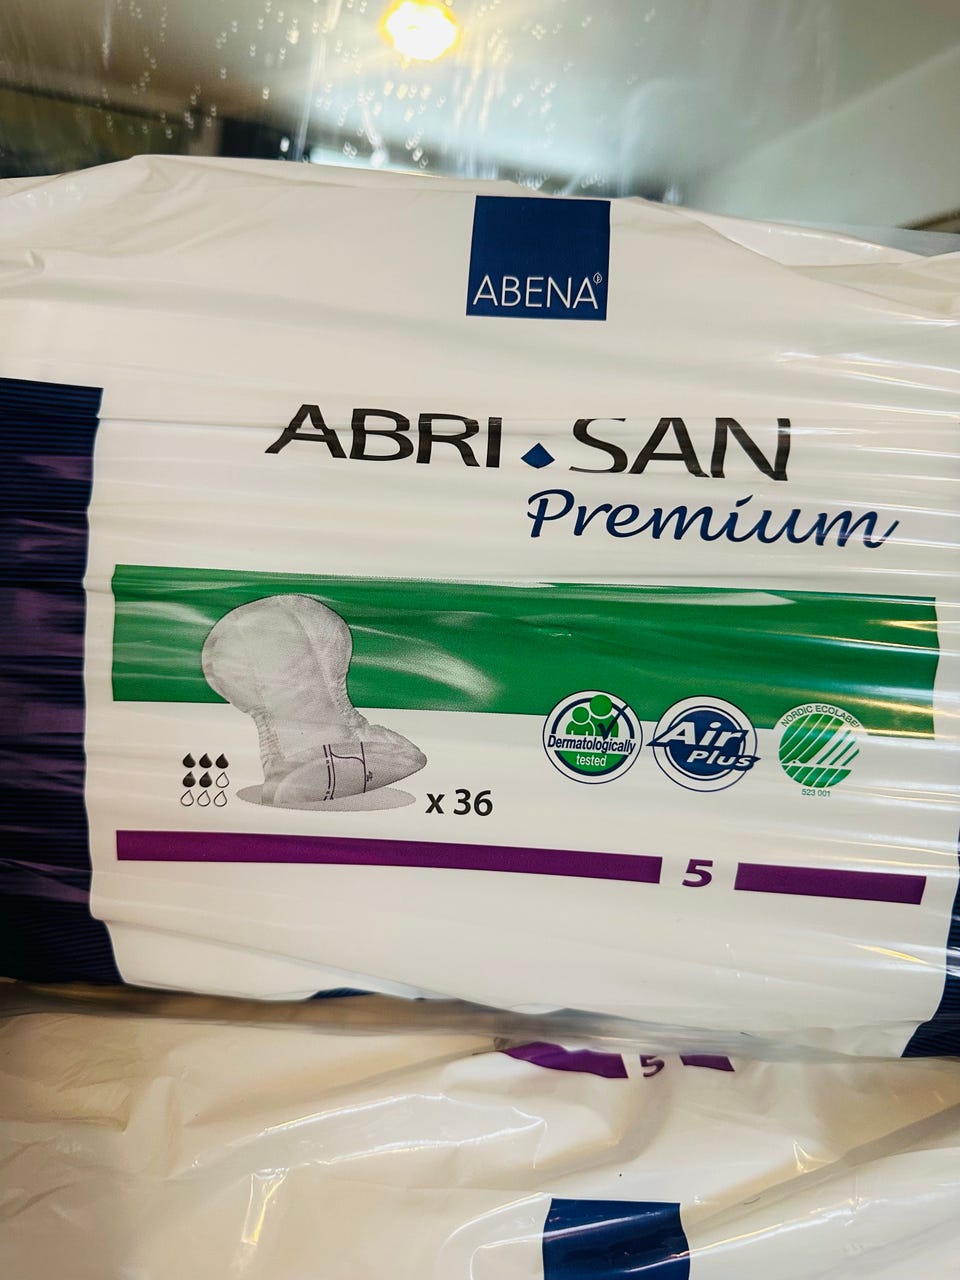 ABENA
ABRI SAN
Premium
Dermatologically
tested
Air
Plus
NORDIC ECOLABEL
523 001
x 36
5
5